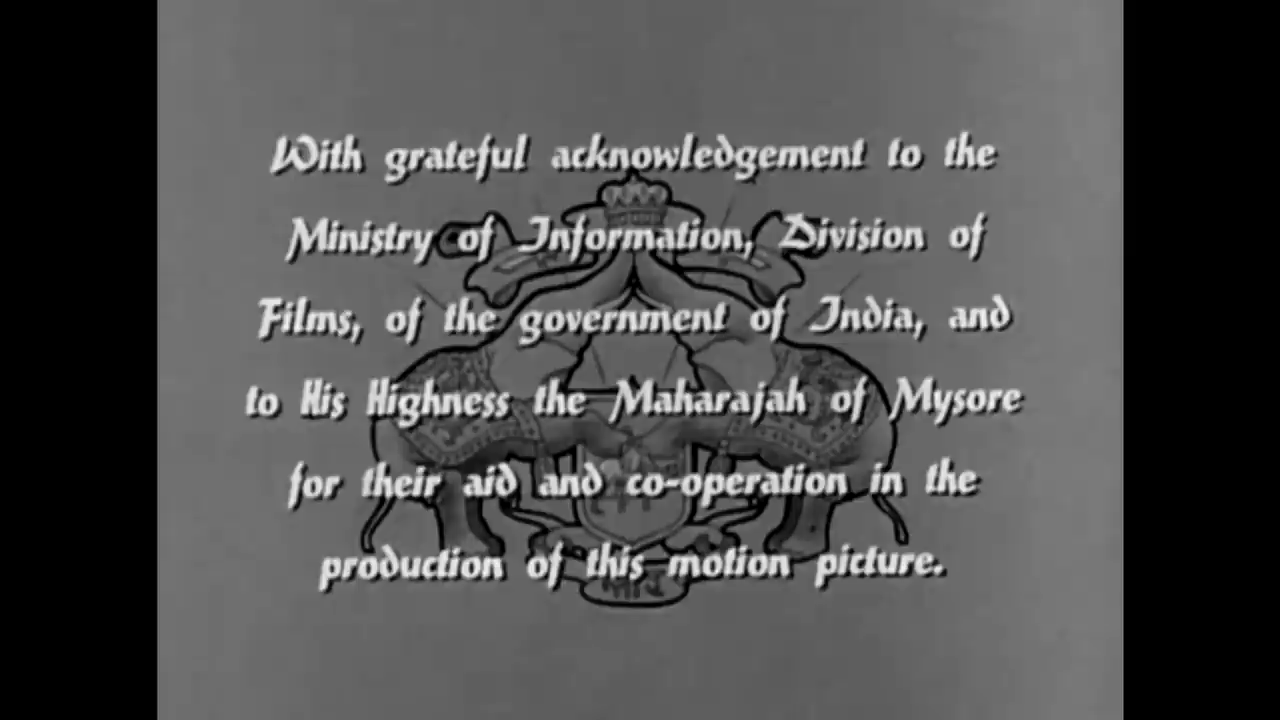 With grateful acknowledgement to the
Ministry of Information, Division of
Films, of the government of India, and
to His Highness the Maharajah of Mysore
for their aid and co-operation in the
production of this motion picture.